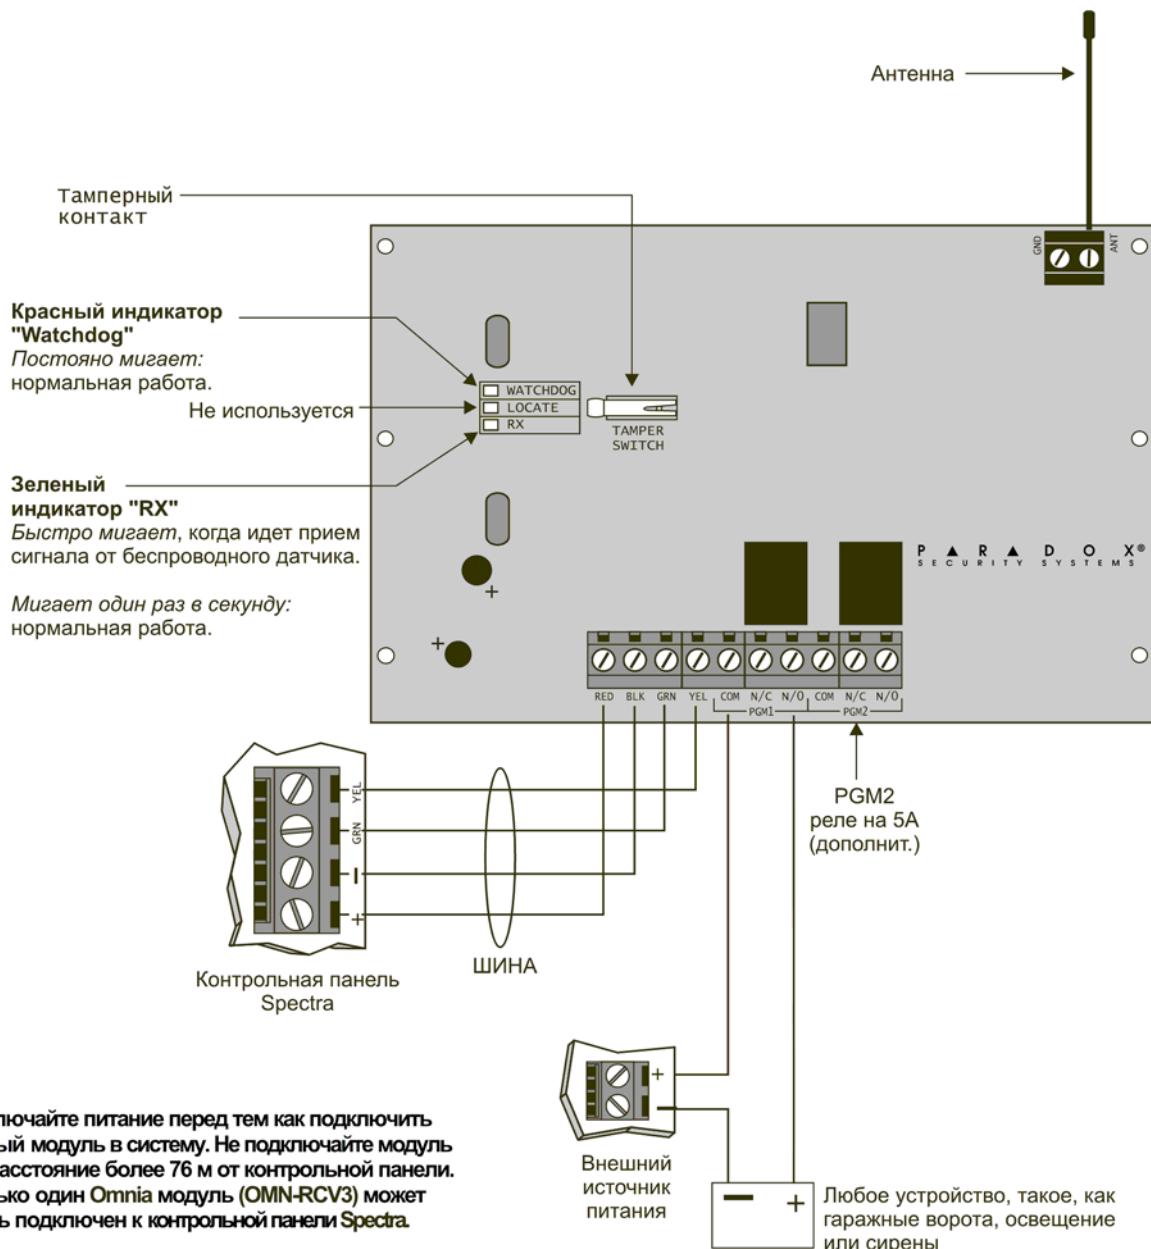 Антенна
Тамперный
контакт
GND
ANT
Красный индикатор
"Watchdog"
Постояно мигает:
нормальная работа.
Не используется
WATCHDOG
LOCATE
RX
TAMPER
SWITCH
Зеленый
индикатор "RX"
Быстро мигает, когда идет прием
сигнала от беспроводного датчика.
Мигает один раз в секунду:
нормальная работа.
PARADOX®
SECURITY SYSTEMS
+
+
RED BLK GRN YEL COM N/C N/O COM N/C N/O
PGM1 PGM2
YEL
GRN
−
+
PGM2
реле на 5А
(дополнит.)
ШИНА
Контрольная панель
Spectra
+
−
Внешний
источник
питания
− +
Любое устройство, такое, как
гаражные ворота, освещение
или сирены
питание перед тем как подключить
модуль в систему. Не подключайте модуль
более 76 м от контрольной панели.
один Omnia модуль (OMN-RCV3) может
подключен к контрольной панели Spectra.